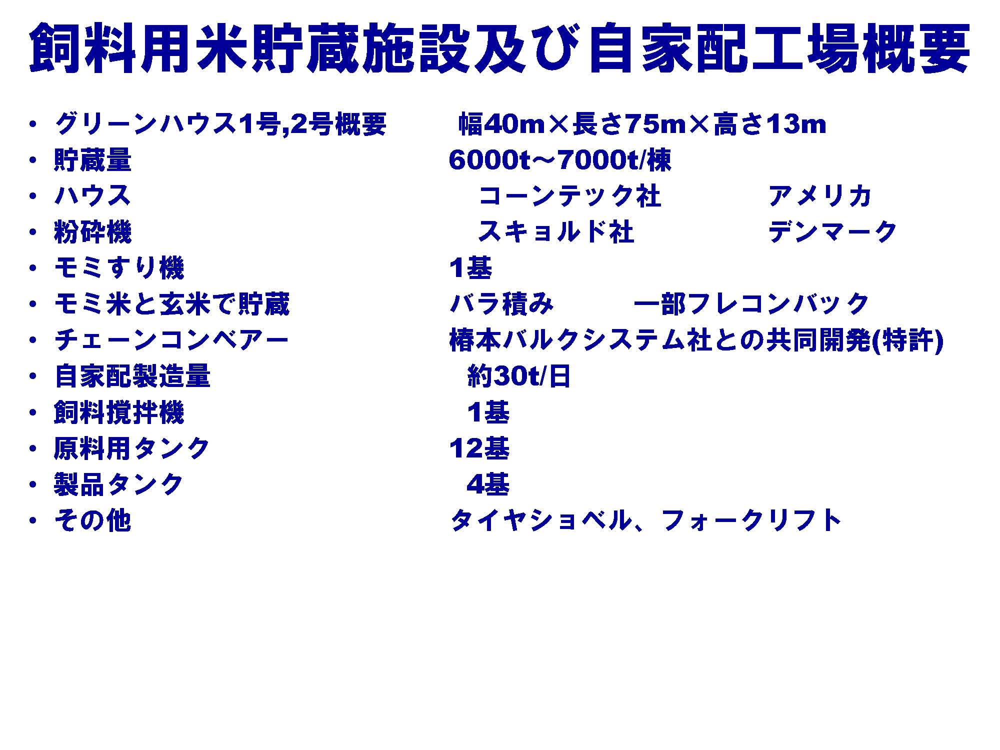 飼料用米貯蔵施設及び自家配工場概要
• グリーンハウス1号,2号概要 幅40m×長さ75m×高さ13m
• 貯蔵量 6000t～7000t/棟
• ハウス コーンテック社 アメリカ
• 粉砕機 スキョルド社 デンマーク
• モミすり機 1基
• モミ米と玄米で貯蔵 バラ積み 一部フレコンバック
• チェーンコンベアー 椿本バルクシステム社との共同開発(特許)
• 自家配製造量 約30t/日
• 飼料撹拌機 1基
• 原料用タンク 12基
• 製品タンク 4基
• その他 タイヤショベル、フォークリフト